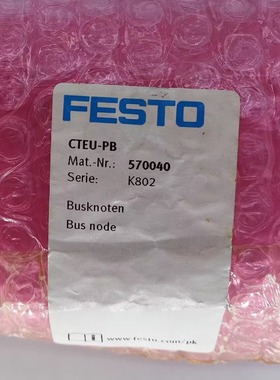 FESTO
CTEU-PB
Mat.-Nr.: 570040
Serie: K802
Busknoten
Bus node
www.festo.com/pk